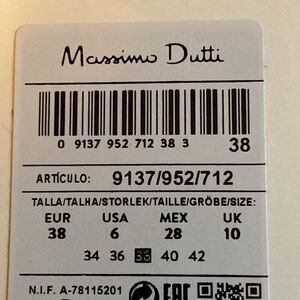 Massimo Dutti
0 9137 952 712 38 3 38
ARTÍCULO: 9137/952/712
TALLA/TALHA/STORLEK/TAILLE/GRÖBE/SIZE:
EUR USA MEX UK
38 6 28 10
34 36 38 40 42
N.I.F. A-78115201 EAC